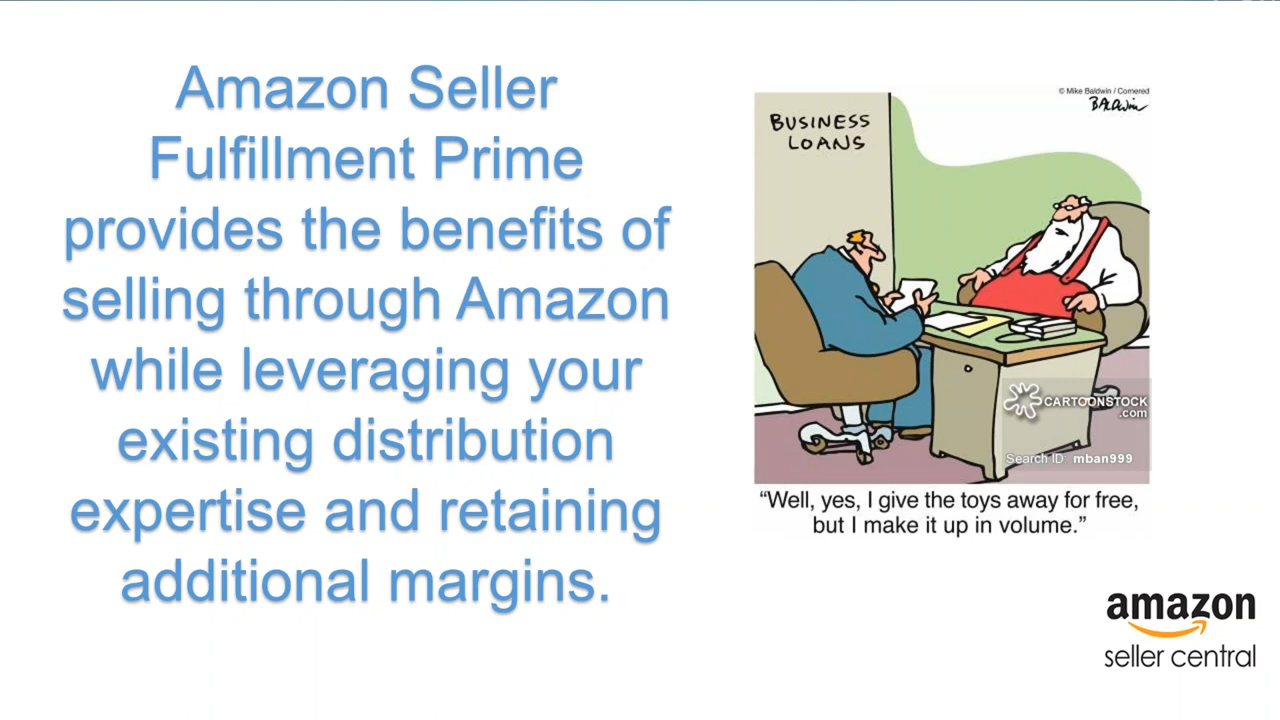 Amazon Seller
Fulfillment Prime
provides the benefits of
selling through Amazon
while leveraging your
existing distribution
expertise and retaining
additional margins.
© Mike Baldwin / Cornered
BALDWIN
BUSINESS
LOANS
CARTOONSTOCK
.com
Search ID: mban999
“Well, yes, I give the toys away for free,
but I make it up in volume.”
amazon
seller central